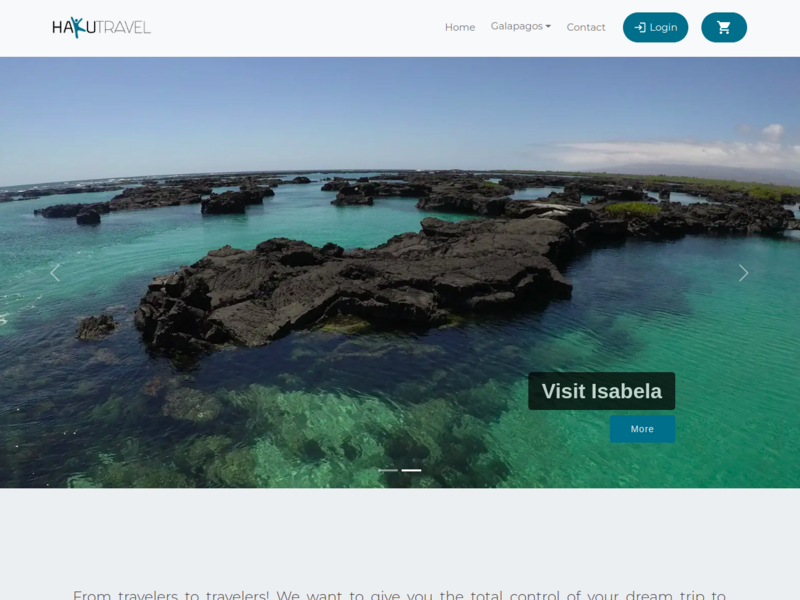 HAKUTRAVEL
Home
Galapagos
Contact
Login
Visit Isabela
More
From travelers to travelers! We want to give you the total control of your dream trip to